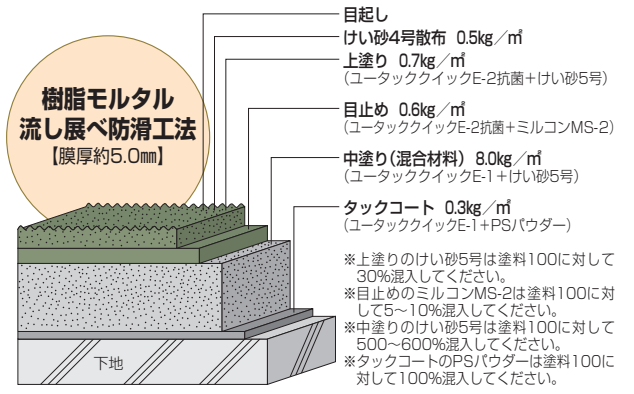 樹脂モルタル
流し展べ防滑工法
【膜厚約5.0㎜】
目起し
けい砂4号散布 0.5kg／㎡
上塗り 0.7kg／㎡
（ユータッククイックE-2抗菌＋けい砂5号）
目止め 0.6kg／㎡
（ユータッククイックE-2抗菌＋ミルコンMS-2）
中塗り（混合材料） 8.0kg／㎡
（ユータッククイックE-1＋けい砂5号）
タックコート 0.3kg／㎡
（ユータッククイックE-1＋PSパウダー）
※上塗りのけい砂5号は塗料100に対して
30%混入してください。
※目止めのミルコンMS-2は塗料100に対
して5〜10%混入してください。
※中塗りのけい砂5号は塗料100に対して
500〜600%混入してください。
※タックコートのPSパウダーは塗料100に
対して100%混入してください。
下地